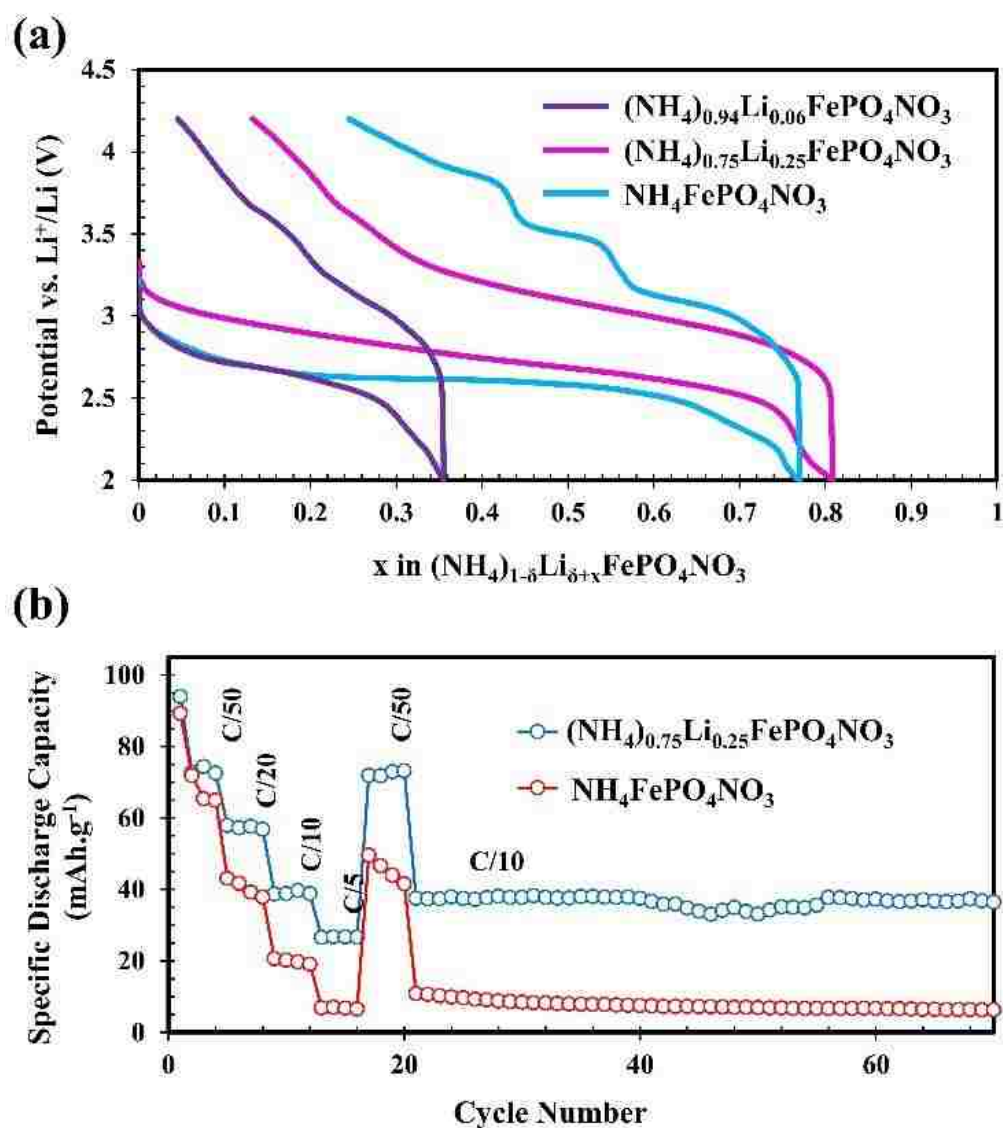 (a)
4.5
4
3.5
3
2.5
2
Potential vs. Li⁺/Li (V)
(NH₄)₀.₉₄Li₀.₀₆FePO₄NO₃
(NH₄)₀.₇₅Li₀.₂₅FePO₄NO₃
NH₄FePO₄NO₃
0 0.1 0.2 0.3 0.4 0.5 0.6 0.7 0.8 0.9 1
x in (NH₄)₁₋δLiδ₊ₓFePO₄NO₃
(b)
100
80
60
40
20
0
Specific Discharge Capacity
(mAh.g⁻¹)
C/50
C/20
C/10
C/5
C/50
C/10
(NH₄)₀.₇₅Li₀.₂₅FePO₄NO₃
NH₄FePO₄NO₃
0 20 40 60
Cycle Number